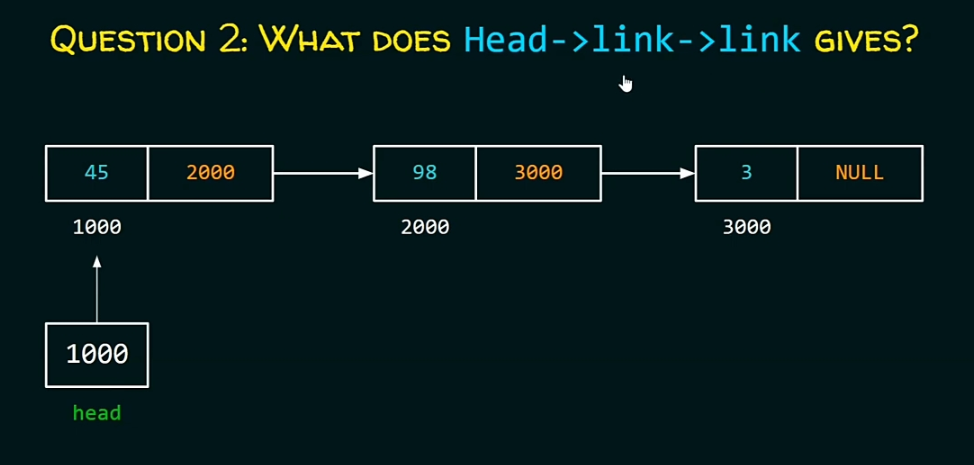 Question 2: What does Head->link->link gives?
45 2000 98 3000 3 NULL
1000 2000 3000
1000
head